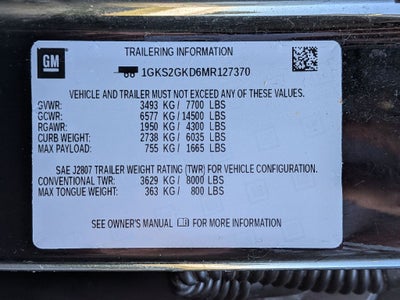 GM
TRAILERING INFORMATION
1GKS2GKD6MR127370
VEHICLE AND TRAILER MUST NOT EXCEED ANY OF THESE VALUES.
GVWR: 3493 KG / 7700 LBS
GCWR: 6577 KG / 14500 LBS
RGAWR: 1950 KG / 4300 LBS
CURB WEIGHT: 2738 KG / 6035 LBS
MAX PAYLOAD: 755 KG / 1665 LBS
SAE J2807 TRAILER WEIGHT RATING (TWR) FOR VEHICLE CONFIGURATION.
CONVENTIONAL TWR: 3629 KG / 8000 LBS
MAX TONGUE WEIGHT: 363 KG / 800 LBS
SEE OWNER'S MANUAL FOR MORE INFORMATION